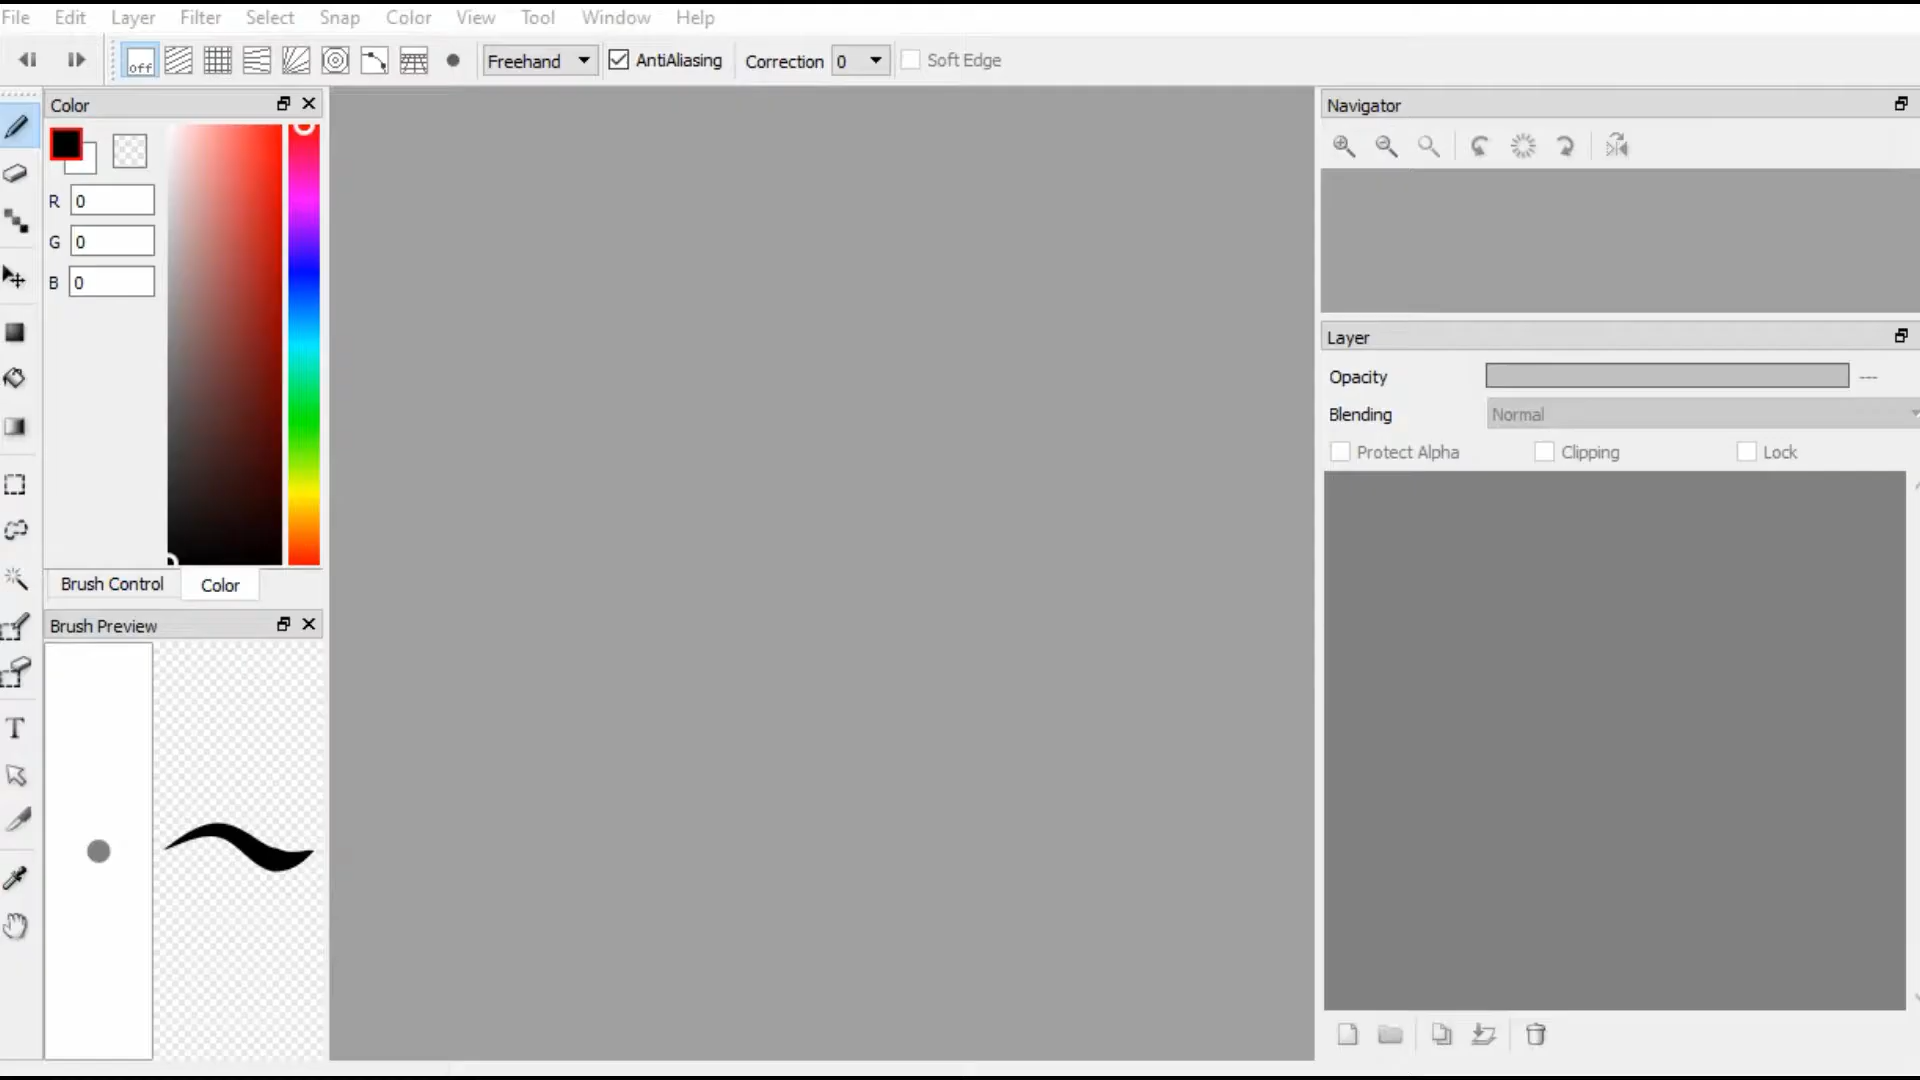 File Edit Layer Filter Select Snap Color View Tool Window Help
off Freehand AntiAliasing Correction 0 Soft Edge
Color
R 0
G 0
B 0
Brush Control Color
Brush Preview
T
Navigator
Layer
Opacity ---
Blending Normal
Protect Alpha Clipping Lock